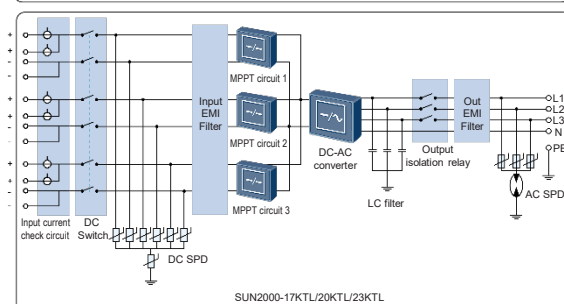 +
+
-
-
+
+
-
-
+
+
-
-
Input current
check circuit
DC
Switch
DC SPD
Input
EMI
Filter
MPPT circuit 1
MPPT circuit 2
MPPT circuit 3
DC-AC
converter
LC filter
Output
isolation relay
Out
EMI
Filter
L1
L2
L3
N
PE
AC SPD
SUN2000-17KTL/20KTL/23KTL